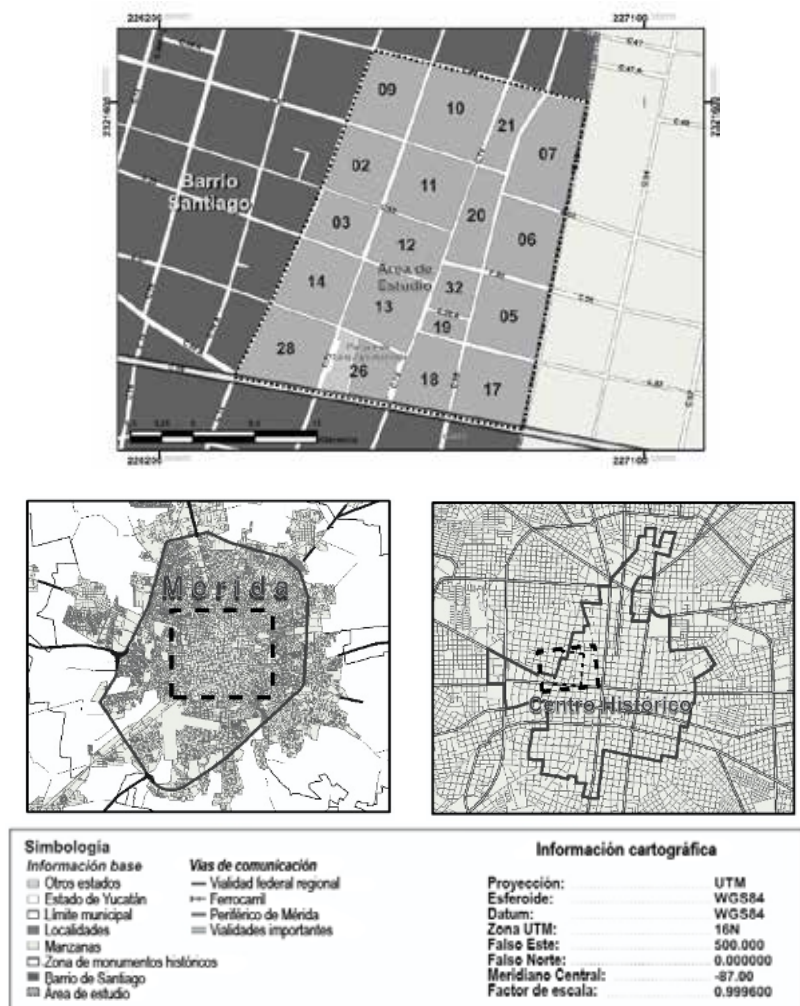 226200
227100
09
10
21
07
02
11
20
06
03
12
Barrio
Santiago
Área de
Estudio
14
13
32
05
19
28
26
18
17
226200
227100
Mérida
Centro Histórico
Simbología
Información base
Otros estados
Estado de Yucatán
Límite municipal
Localidades
Manzanas
Zona de monumentos históricos
Barrio de Santiago
Área de estudio
Vías de comunicación
Vialidad federal regional
Ferrocarril
Periférico de Mérida
Vialidades importantes
Información cartográfica
Proyección: UTM
Esferoide: WGS84
Datum: WGS84
Zona UTM: 16N
Falso Este: 500.000
Falso Norte: 0.000000
Meridiano Central: -87.00
Factor de escala: 0.999600